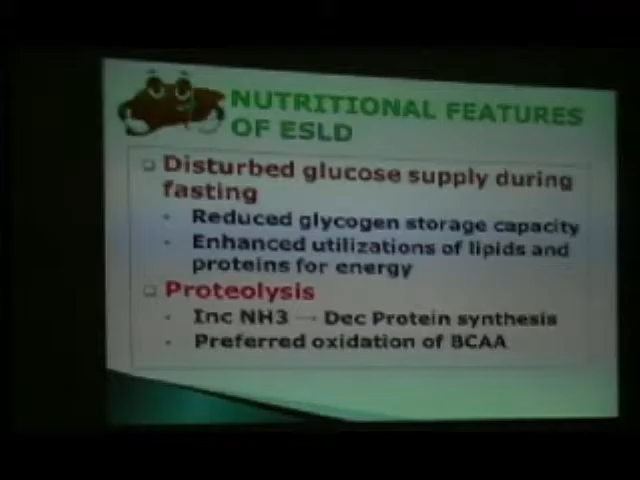 NUTRITIONAL FEATURES
OF ESLD
Disturbed glucose supply during
fasting
Reduced glycogen storage capacity
Enhanced utilizations of lipids and
proteins for energy
Proteolysis
Inc NH3 → Dec Protein synthesis
Preferred oxidation of BCAA